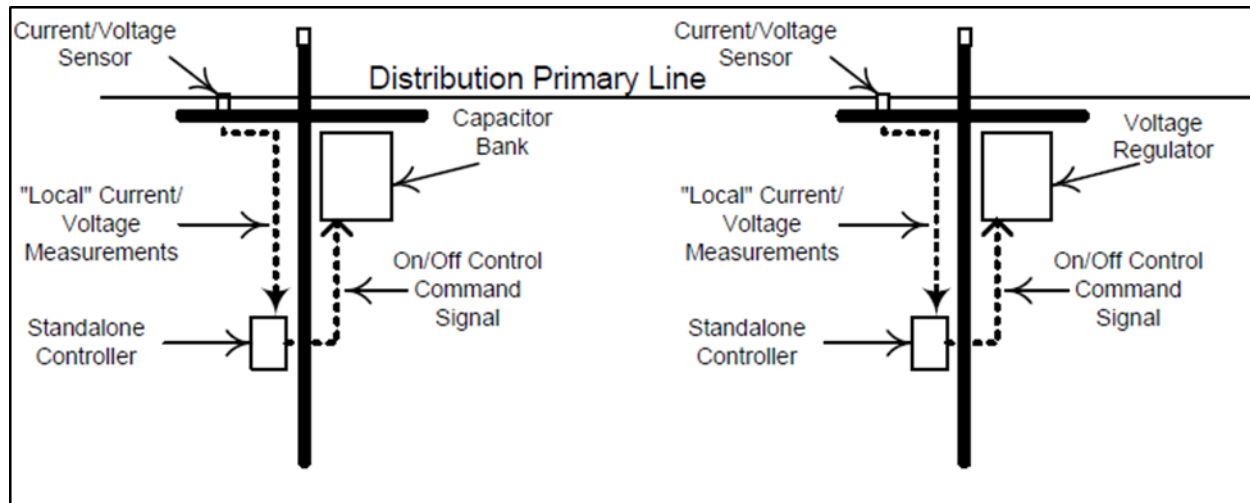 Current/Voltage
Sensor
Distribution Primary Line
Capacitor
Bank
"Local" Current/
Voltage
Measurements
On/Off Control
Command
Signal
Standalone
Controller
Current/Voltage
Sensor
Voltage
Regulator
"Local" Current/
Voltage
Measurements
On/Off Control
Command
Signal
Standalone
Controller